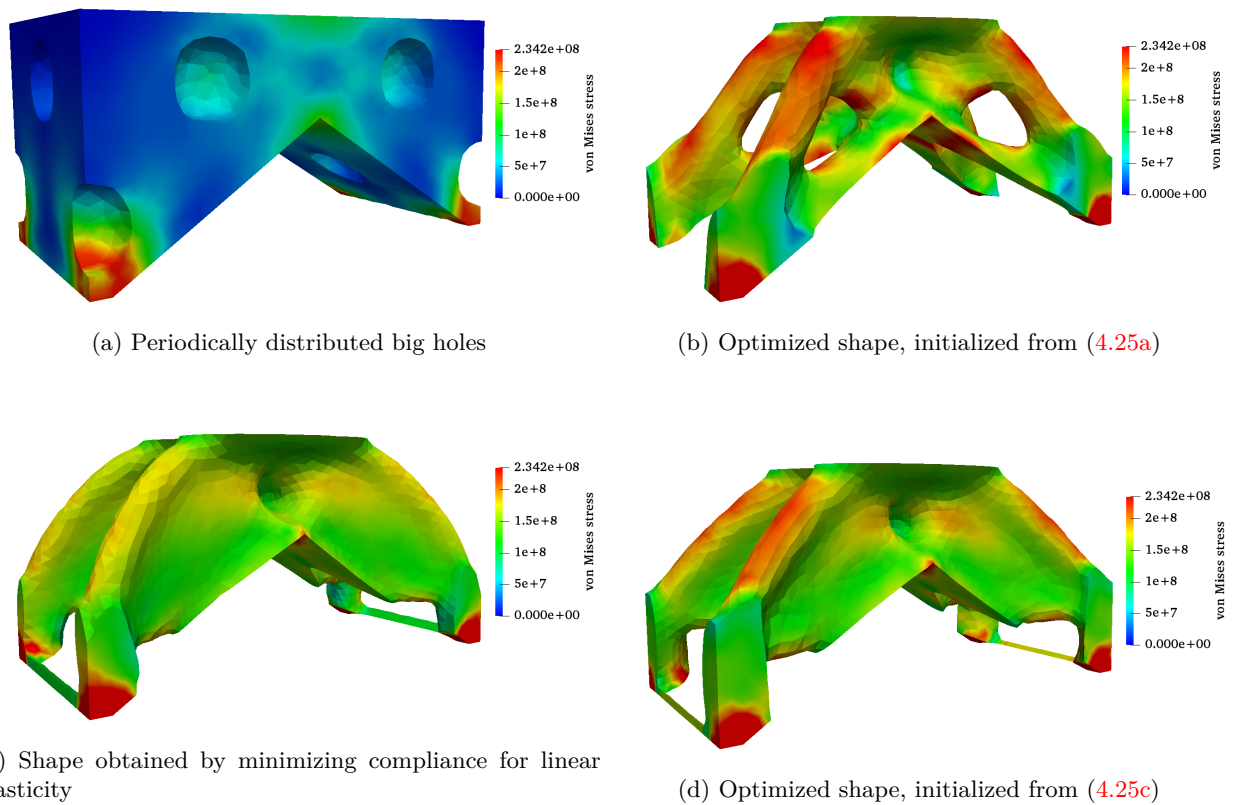 2.342e+08
2e+8
1.5e+8
1e+8
5e+7
0.000e+00
von Mises stress
2.342e+08
2e+8
1.5e+8
1e+8
5e+7
0.000e+00
von Mises stress
(a) Periodically distributed big holes
(b) Optimized shape, initialized from (4.25a)
2.342e+08
2e+8
1.5e+8
1e+8
5e+7
0.000e+00
von Mises stress
2.342e+08
2e+8
1.5e+8
1e+8
5e+7
0.000e+00
von Mises stress
) Shape obtained by minimizing compliance for linear
asticity
(d) Optimized shape, initialized from (4.25c)